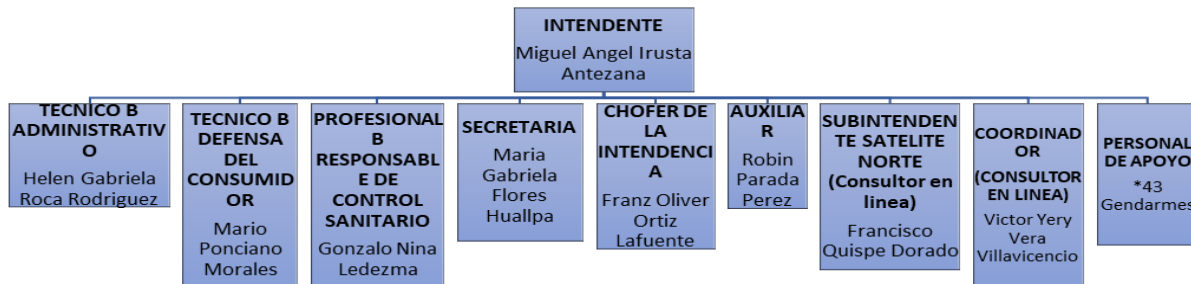 INTENDENTE
Miguel Angel Irusta
Antezana
TECNICO B
ADMINISTRATIV
O
Helen Gabriela
Roca Rodriguez
TECNICO B
DEFENSA
DEL
CONSUMID
OR
Mario
Ponciano
Morales
PROFESIONAL
B
RESPONSABL
E DE
CONTROL
SANITARIO
Gonzalo Nina
Ledezma
SECRETARIA
Maria
Gabriela
Flores
Huallpa
CHOFER DE
LA
INTENDENCI
A
Franz Oliver
Ortiz
Lafuente
AUXILIA
R
Robin
Parada
Perez
SUBINTENDEN
TE SATELITE
NORTE
(Consultor en
linea)
Francisco
Quispe Dorado
COORDINAD
OR
(CONSULTOR
EN LINEA)
Victor Yery
Vera
Villavicencio
PERSONAL
DE APOYO
*43
Gendarmes